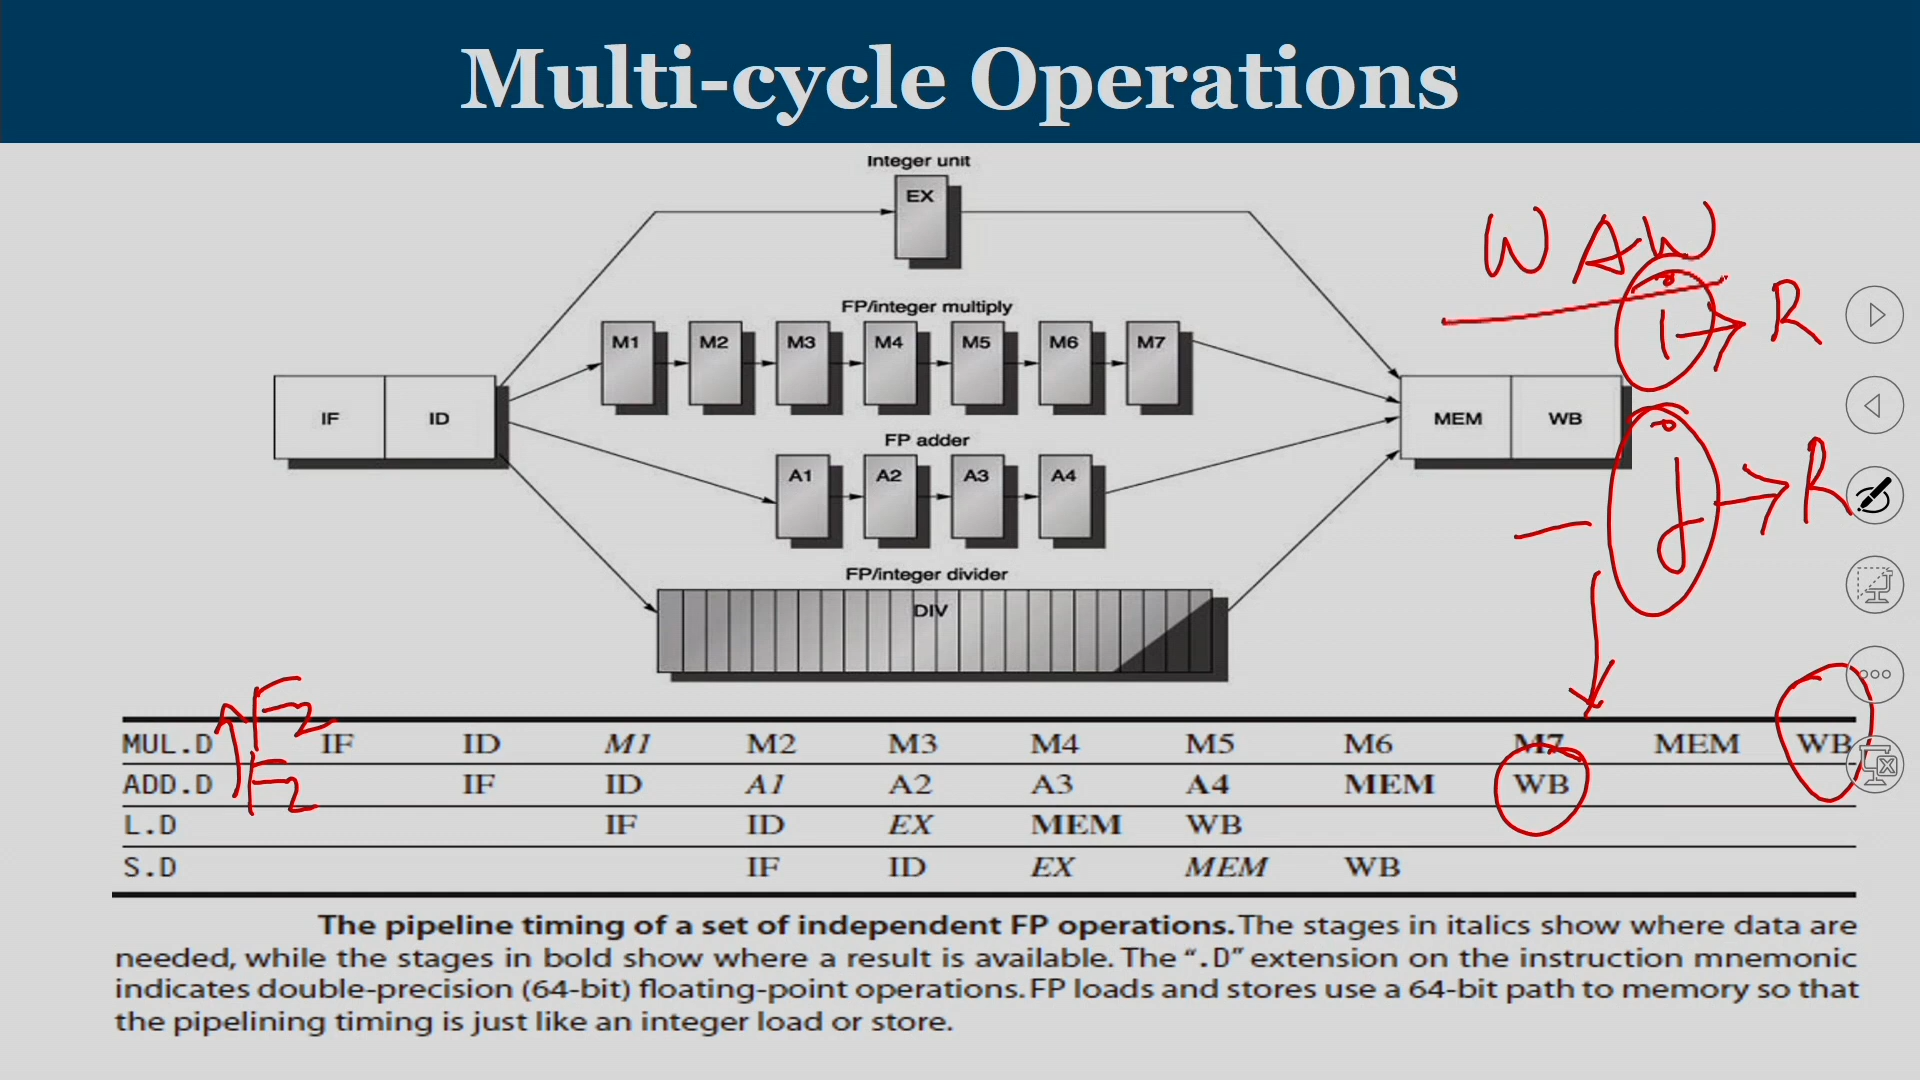 Multi-cycle Operations
Integer unit
EX
WAW
FP/integer multiply
i → R
M1 M2 M3 M4 M5 M6 M7
IF ID
MEM WB
FP adder
A1 A2 A3 A4
j → R
FP/integer divider
DIV
F2
MUL.D IF ID M1 M2 M3 M4 M5 M6 M7 MEM WB
F2
ADD.D IF ID A1 A2 A3 A4 MEM WB
L.D IF ID EX MEM WB
S.D IF ID EX MEM WB
The pipeline timing of a set of independent FP operations. The stages in italics show where data are
needed, while the stages in bold show where a result is available. The “.D” extension on the instruction mnemonic
indicates double-precision (64-bit) floating-point operations. FP loads and stores use a 64-bit path to memory so that
the pipelining timing is just like an integer load or store.